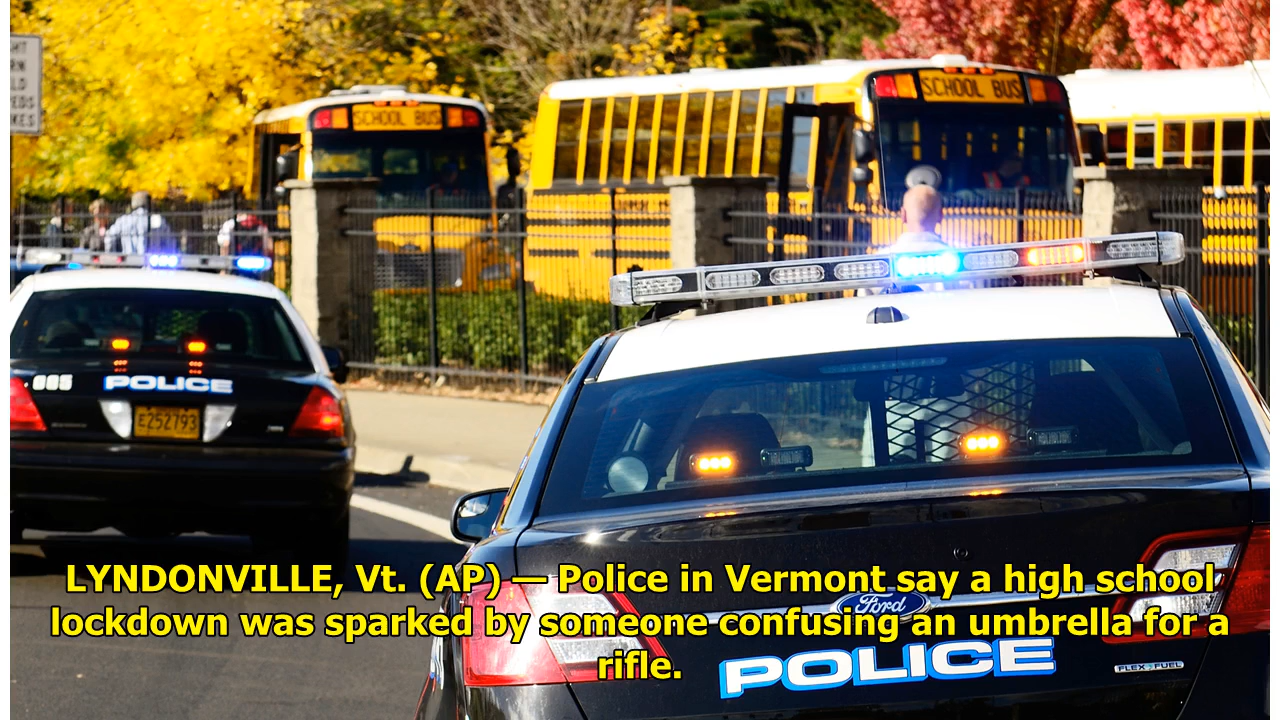 SCHOOL BUS
SCHOOL BUS
005
POLICE
E252793
LYNDONVILLE, Vt. (AP) — Police in Vermont say a high school
lockdown was sparked by someone confusing an umbrella for a
rifle.
Ford
POLICE
FLEX FUEL